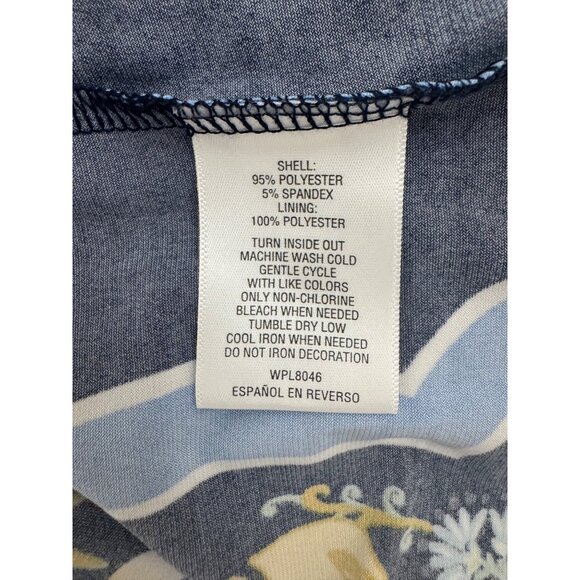 SHELL:
95% POLYESTER
5% SPANDEX
LINING:
100% POLYESTER
TURN INSIDE OUT
MACHINE WASH COLD
GENTLE CYCLE
WITH LIKE COLORS
ONLY NON-CHLORINE
BLEACH WHEN NEEDED
TUMBLE DRY LOW
COOL IRON WHEN NEEDED
DO NOT IRON DECORATION
WPL8046
ESPAÑOL EN REVERSO